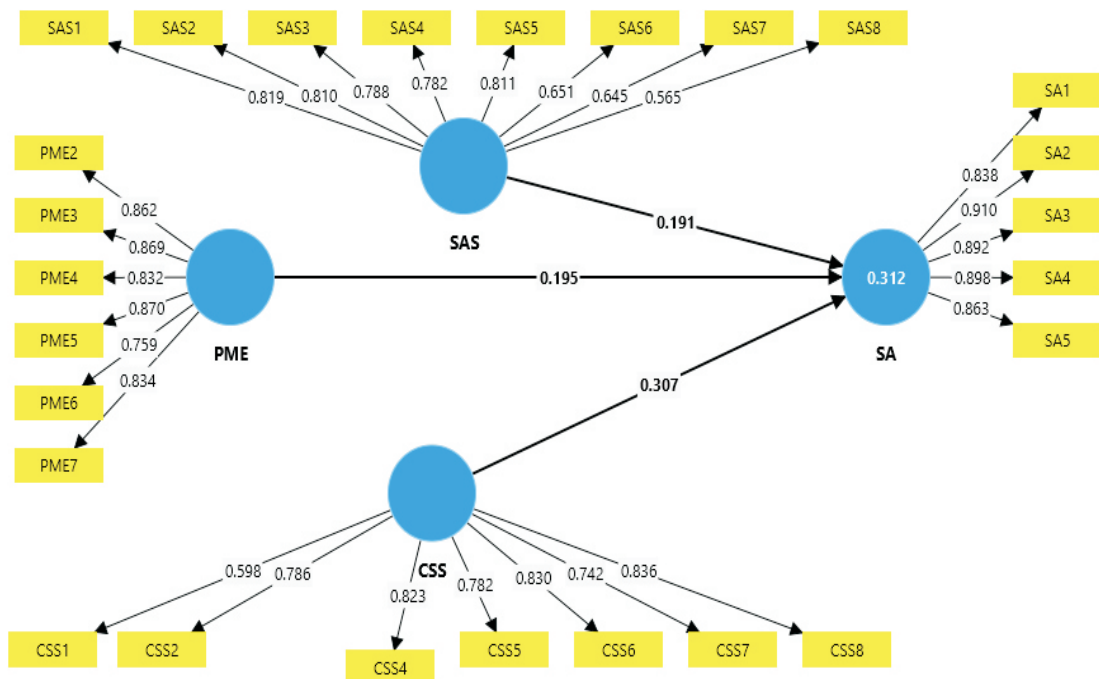 SAS1 SAS2 SAS3 SAS4 SAS5 SAS6 SAS7 SAS8
0.819 0.810 0.788 0.782 0.811 0.651 0.645 0.565
SAS
PME2
PME3
PME4
PME5
PME6
PME7
0.862
0.869
0.832
0.870
0.759
0.834
PME
0.191
0.195
0.307
0.312
SA
0.838
0.910
0.892
0.898
0.863
SA1
SA2
SA3
SA4
SA5
CSS
0.598 0.786 0.823 0.782 0.830 0.742 0.836
CSS1 CSS2 CSS4 CSS5 CSS6 CSS7 CSS8